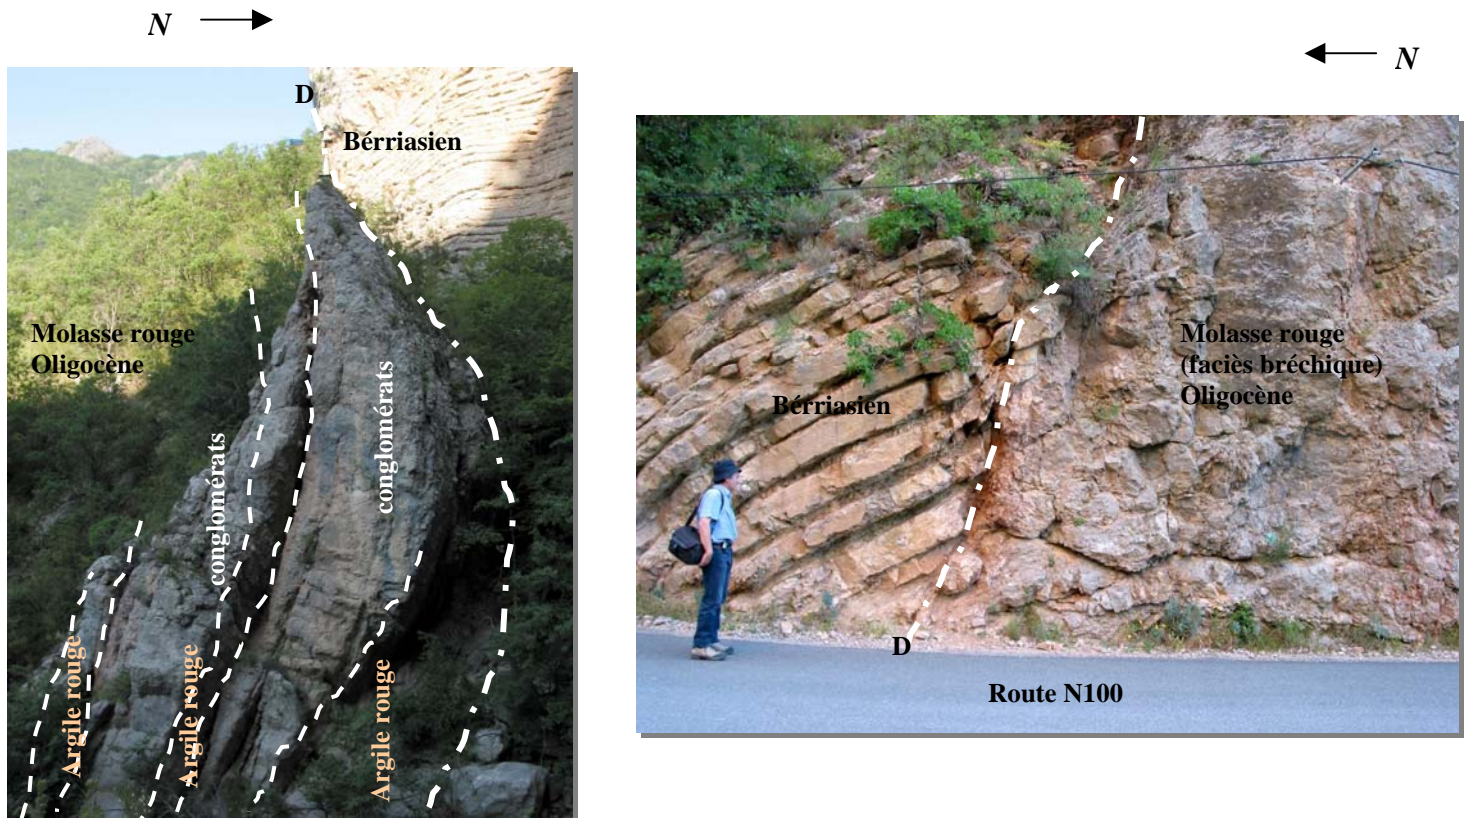 N
D
Bérriasien
Molasse rouge
Oligocène
conglomérats
conglomérats
Argile rouge
Argile rouge
Argile rouge
N
Molasse rouge
(faciès bréchique)
Oligocène
Bérriasien
D
Route N100